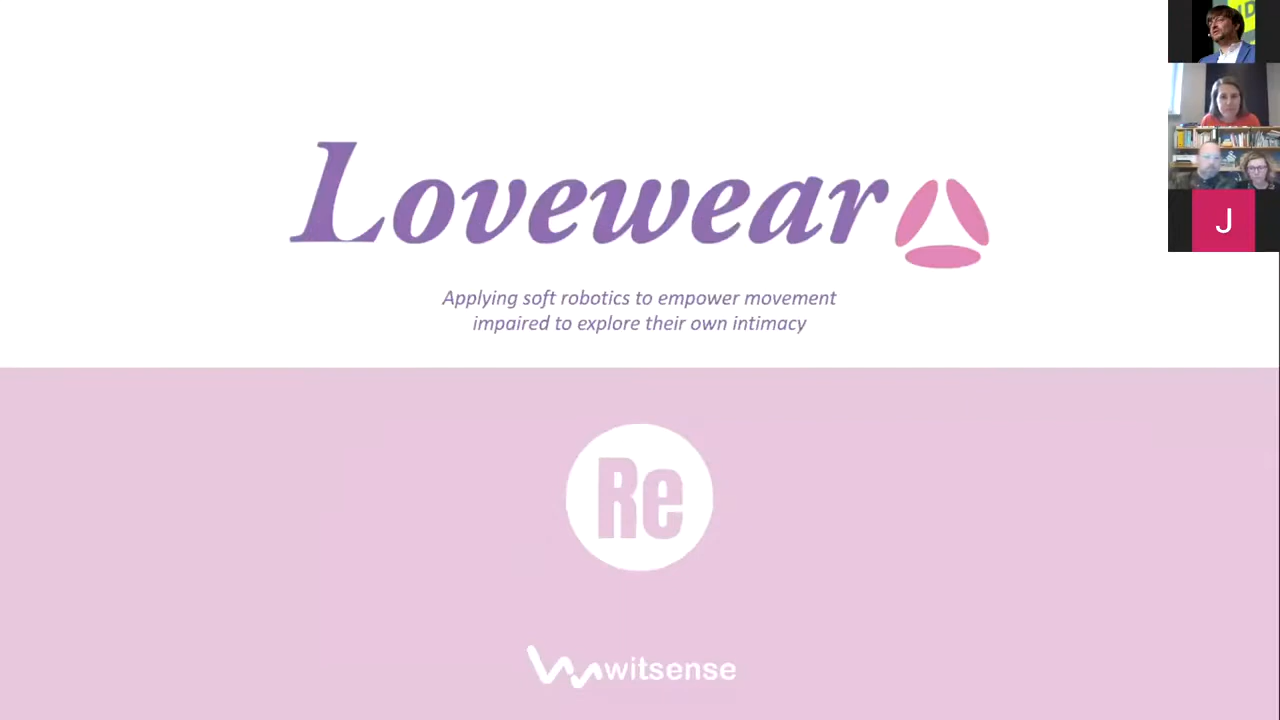 Lovewear
Applying soft robotics to empower movement
impaired to explore their own intimacy
Re
witsense
J